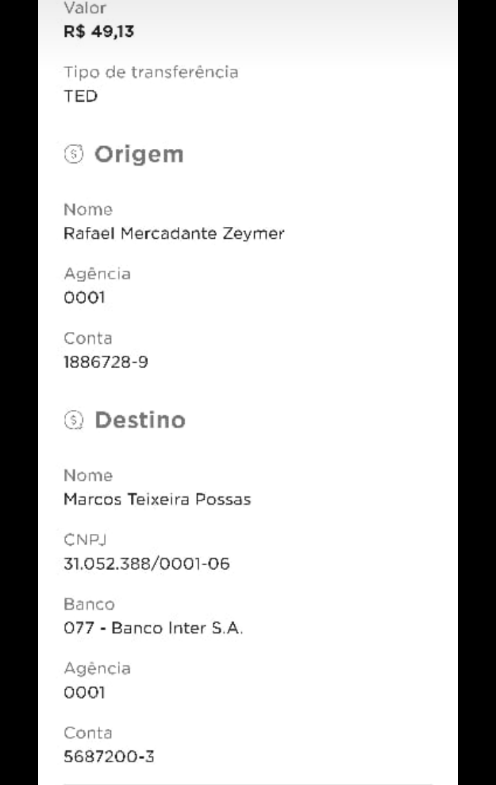 Valor
R$ 49,13
Tipo de transferência
TED
Origem
Nome
Rafael Mercadante Zeymer
Agência
0001
Conta
1886728-9
Destino
Nome
Marcos Teixeira Possas
CNPJ
31.052.388/0001-06
Banco
077 - Banco Inter S.A.
Agência
0001
Conta
5687200-3